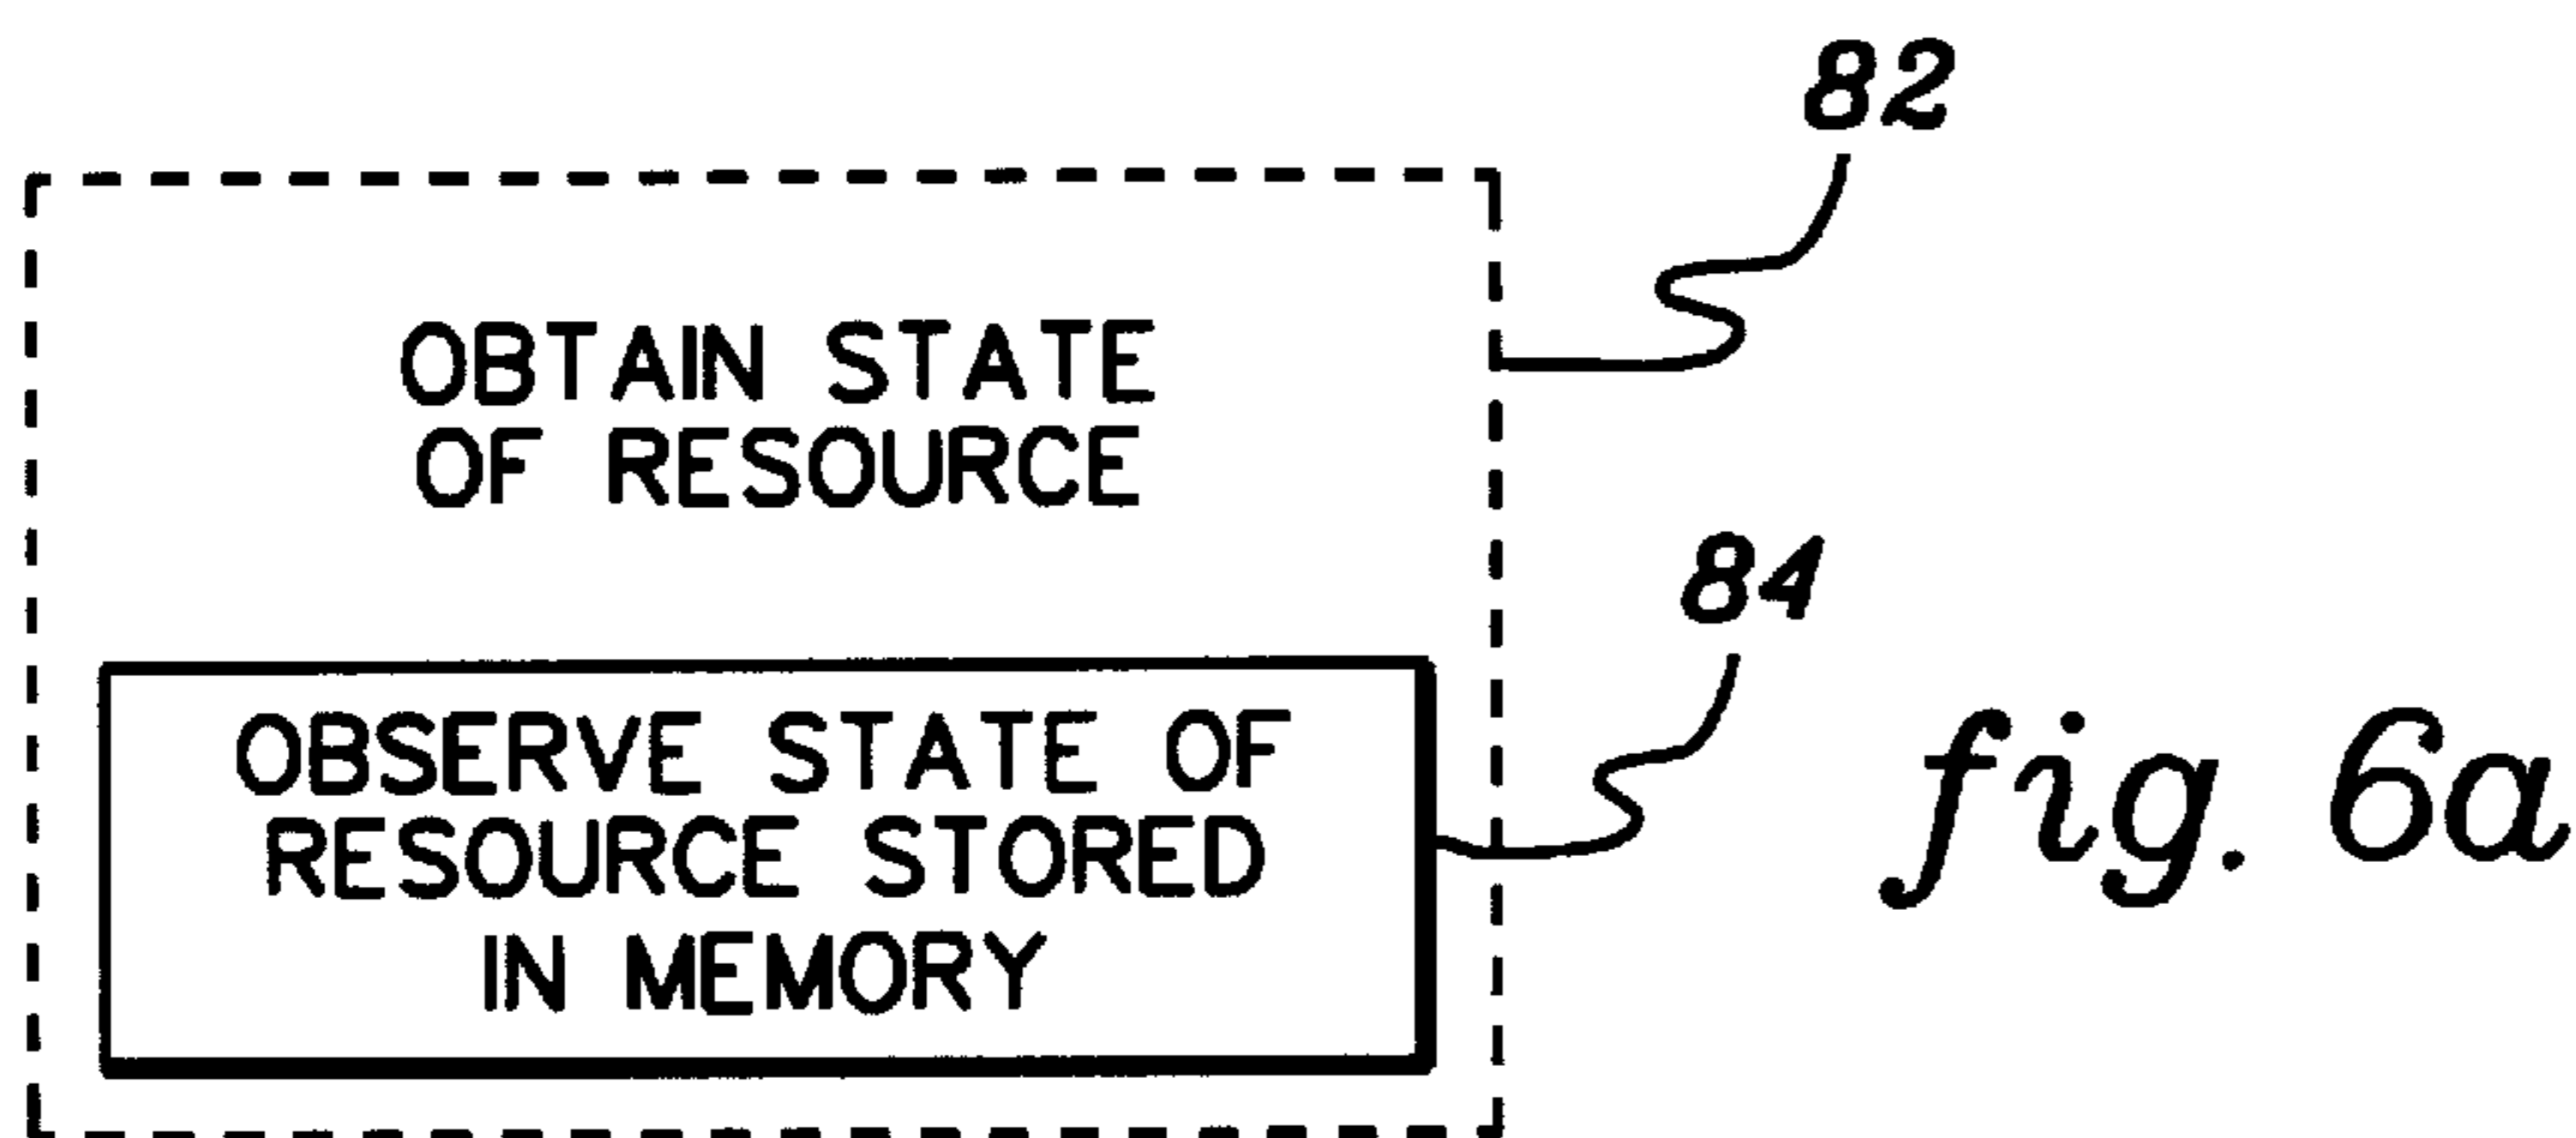 82
OBTAIN STATE
OF RESOURCE
84
OBSERVE STATE OF
RESOURCE STORED
IN MEMORY
fig. 6a